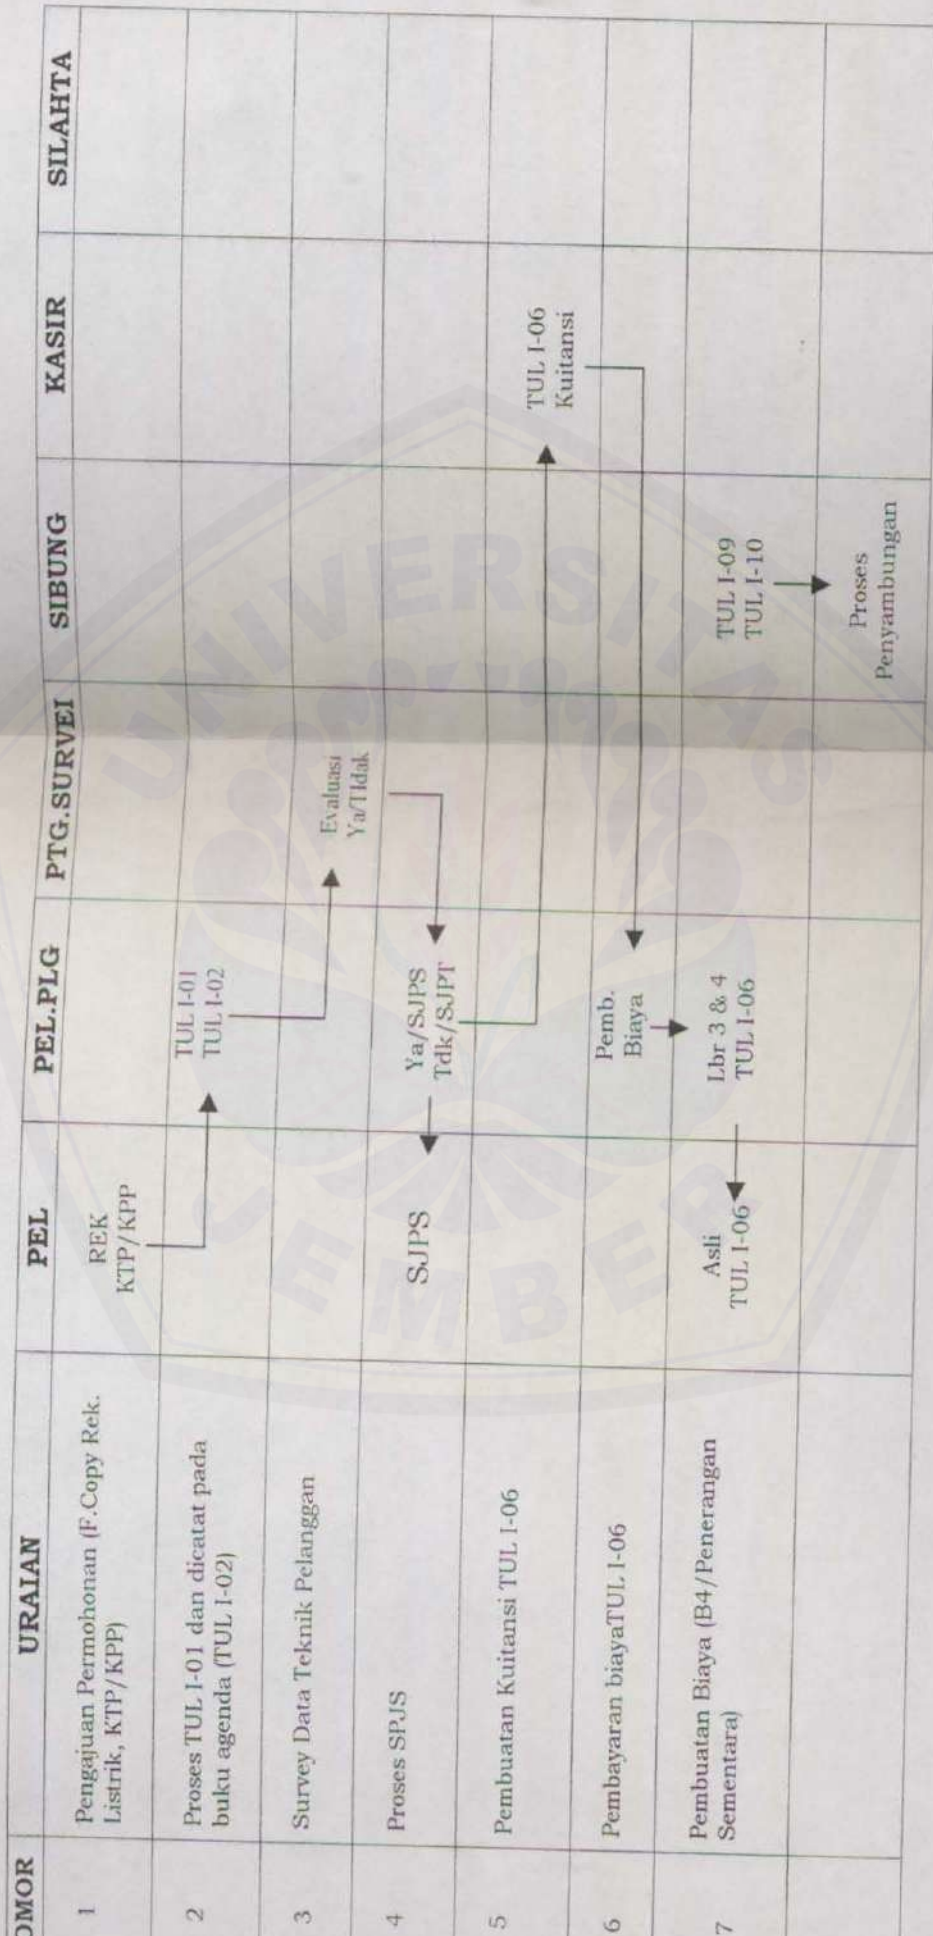 OMOR
URAIAN
PEL
PEL.PLG
PTG.SURVEI
SIBUNG
KASIR
SILAHTA
1
Pengajuan Permohonan (F.Copy Rek.
Listrik, KTP/KPP)
REK
KTP/KPP
2
Proses TUL I-01 dan dicatat pada
buku agenda (TUL I-02)
TUL I-01
TUL I-02
3
Survey Data Teknik Pelanggan
Evaluasi
Ya/TIdak
4
Proses SPJS
SJPS
Ya/SJPS
Tdk/SJPT
5
Pembuatan Kuitansi TUL I-06
TUL I-06
Kuitansi
6
Pembayaran biayaTUL I-06
Pemb.
Biaya
7
Pembuatan Biaya (B4/Penerangan
Sementara)
Asli
TUL I-06
Lbr 3 & 4
TUL I-06
TUL I-09
TUL I-10
Proses
Penyambungan
UNIVERSITAS
JEMBER